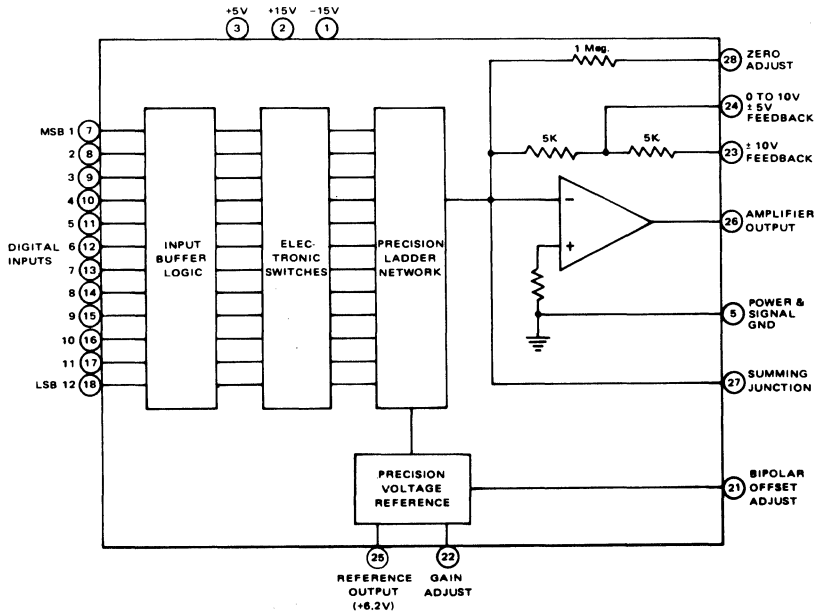 +5V +15V -15V
3 2 1
1 Meg.
28 ZERO
ADJUST
0 TO 10V
24 ± 5V
FEEDBACK
5K 5K
23 ± 10V
FEEDBACK
MSB 1 7
2 8
3 9
4 10
5 11
DIGITAL
INPUTS
6 12
7 13
8 14
9 15
10 16
11 17
LSB 12 18
INPUT
BUFFER
LOGIC
ELEC-
TRONIC
SWITCHES
PRECISION
LADDER
NETWORK
−
+
26 AMPLIFIER
OUTPUT
5 POWER &
SIGNAL
GND
27 SUMMING
JUNCTION
PRECISION
VOLTAGE
REFERENCE
21 BIPOLAR
OFFSET
ADJUST
25 22
REFERENCE
OUTPUT
(+6.2V)
GAIN
ADJUST